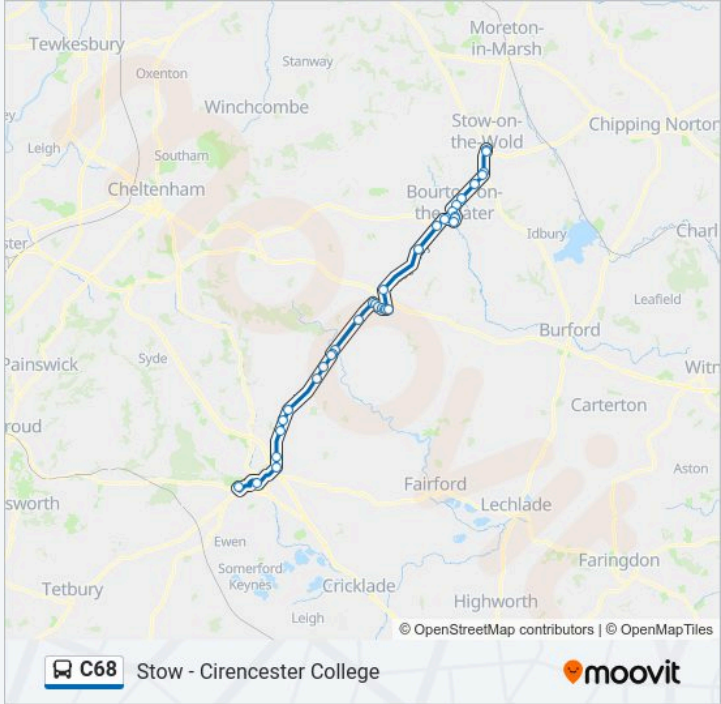 Moreton-
in-Marsh
Tewkesbury
Stanway
Oxenton
Winchcombe
ey
Stow-on-
the-Wold
Chipping Norton
Leigh
Southam
Cheltenham
Bourton-on-
the-Water
Idbury
Charl
ster
Leafield
Burford
Painswick
Syde
Witn
Carterton
roud
Aston
Fairford
Lechlade
sworth
Ewen
Somerford
Keynes
Faringdon
Tetbury
Cricklade
Highworth
Leigh
© OpenStreetMap contributors | © OpenMapTiles
C68 Stow - Cirencester College
moovit